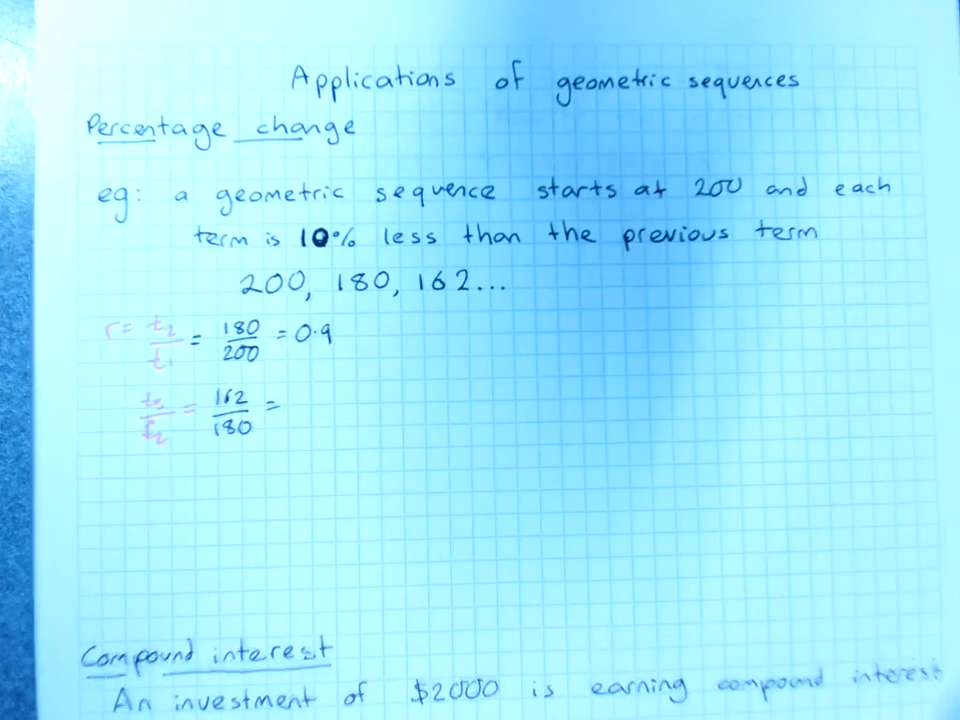 Applications of geometric sequences
Percentage change
eg: a geometric sequence starts at 200 and each
term is 10% less than the previous term
200, 180, 162...
r = t₂/t₁ = 180/200 = 0.9
t₃/t₂ = 162/180 =
Compound interest
An investment of $2000 is earning compound interest